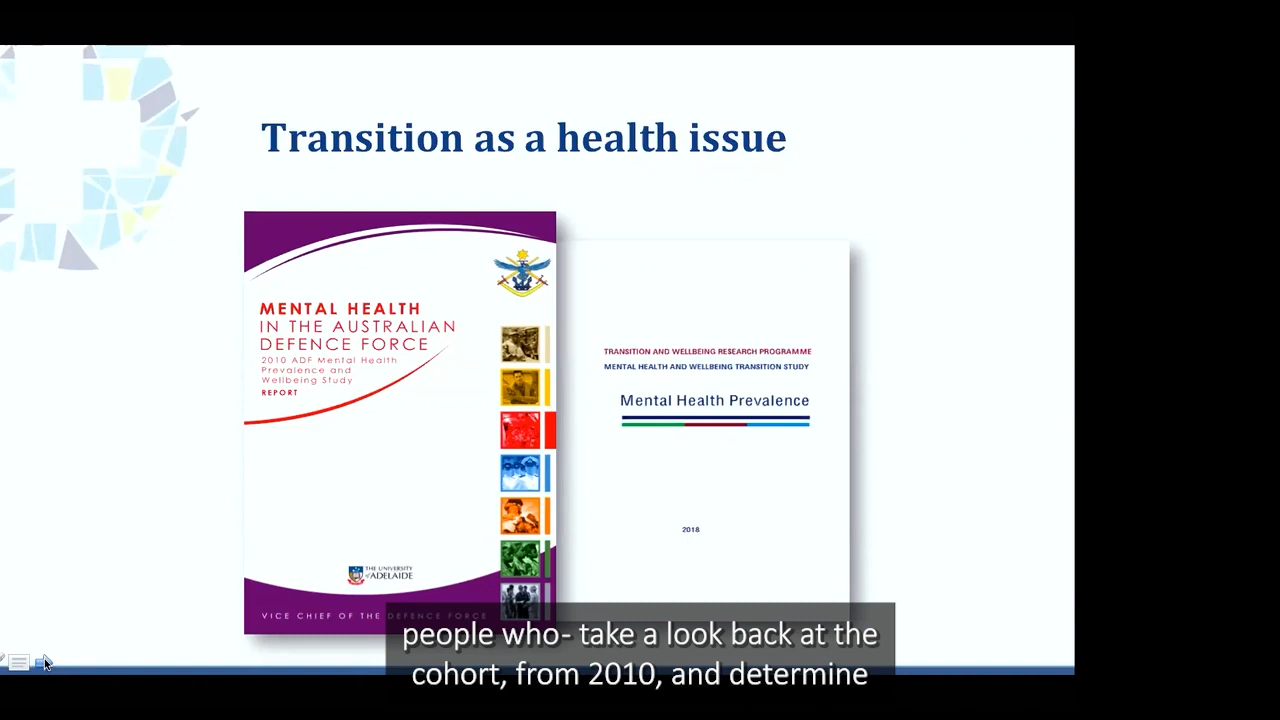 Transition as a health issue
MENTAL HEALTH
IN THE AUSTRALIAN
DEFENCE FORCE
2010 ADF Mental Health
Prevalence and
Wellbeing Study
REPORT
THE UNIVERSITY
of ADELAIDE
VICE CHIEF OF THE DEFENCE FORCE
TRANSITION AND WELLBEING RESEARCH PROGRAMME
MENTAL HEALTH AND WELLBEING TRANSITION STUDY
Mental Health Prevalence
2018
people who- take a look back at the
cohort, from 2010, and determine